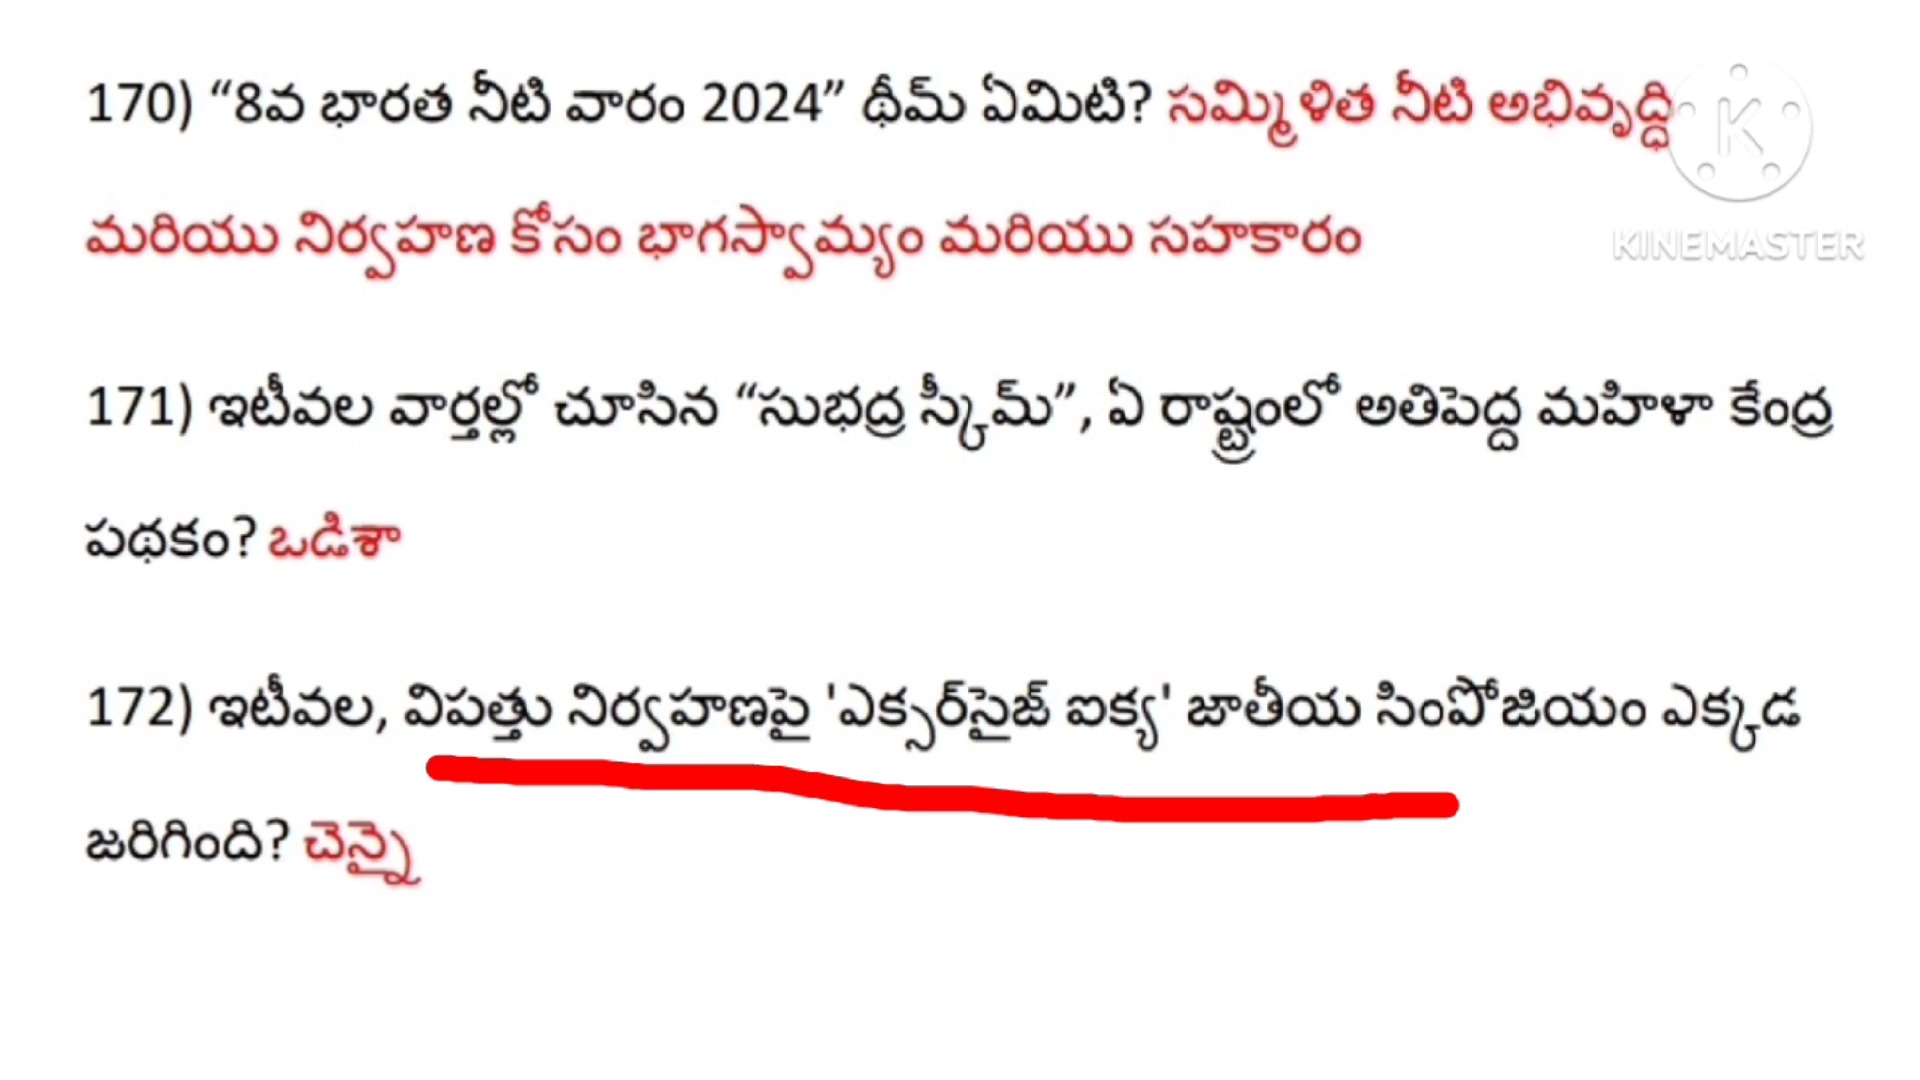 170) “8వ భారత నీటి వారం 2024” థీమ్ ఏమిటి? సమ్మిళిత నీటి అభివృద్ధి
మరియు నిర్వహణ కోసం భాగస్వామ్యం మరియు సహకారం
KINEMASTER
171) ఇటీవల వార్తల్లో చూసిన “సుభద్ర స్కీమ్”, ఏ రాష్ట్రంలో అతిపెద్ద మహిళా కేంద్ర
పథకం? ఒడిశా
172) ఇటీవల, విపత్తు నిర్వహణపై 'ఎక్సర్‌సైజ్ ఐక్య' జాతీయ సింపోజియం ఎక్కడ
జరిగింది? చెన్నై